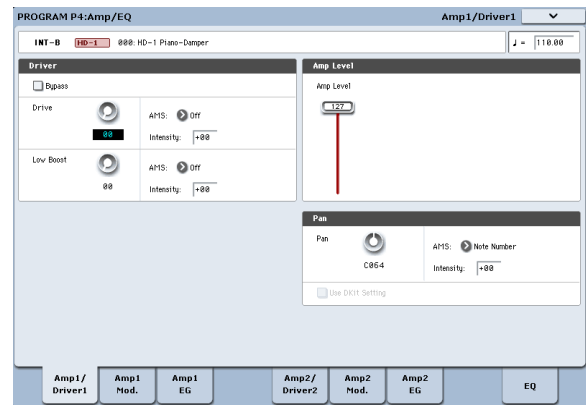 PROGRAM P4:Amp/EQ Amp1/Driver1
INT-B HD-1 000: HD-1 Piano-Damper ♩ = 110.00
Driver
Bypass
Drive
00
AMS: Off
Intensity: +00
Low Boost
00
AMS: Off
Intensity: +00
Amp Level
Amp Level
127
Pan
Pan
C064
AMS: Note Number
Intensity: +00
Use DKit Setting
Amp1/ Driver1
Amp1 Mod.
Amp1 EG
Amp2/ Driver2
Amp2 Mod.
Amp2 EG
EQ